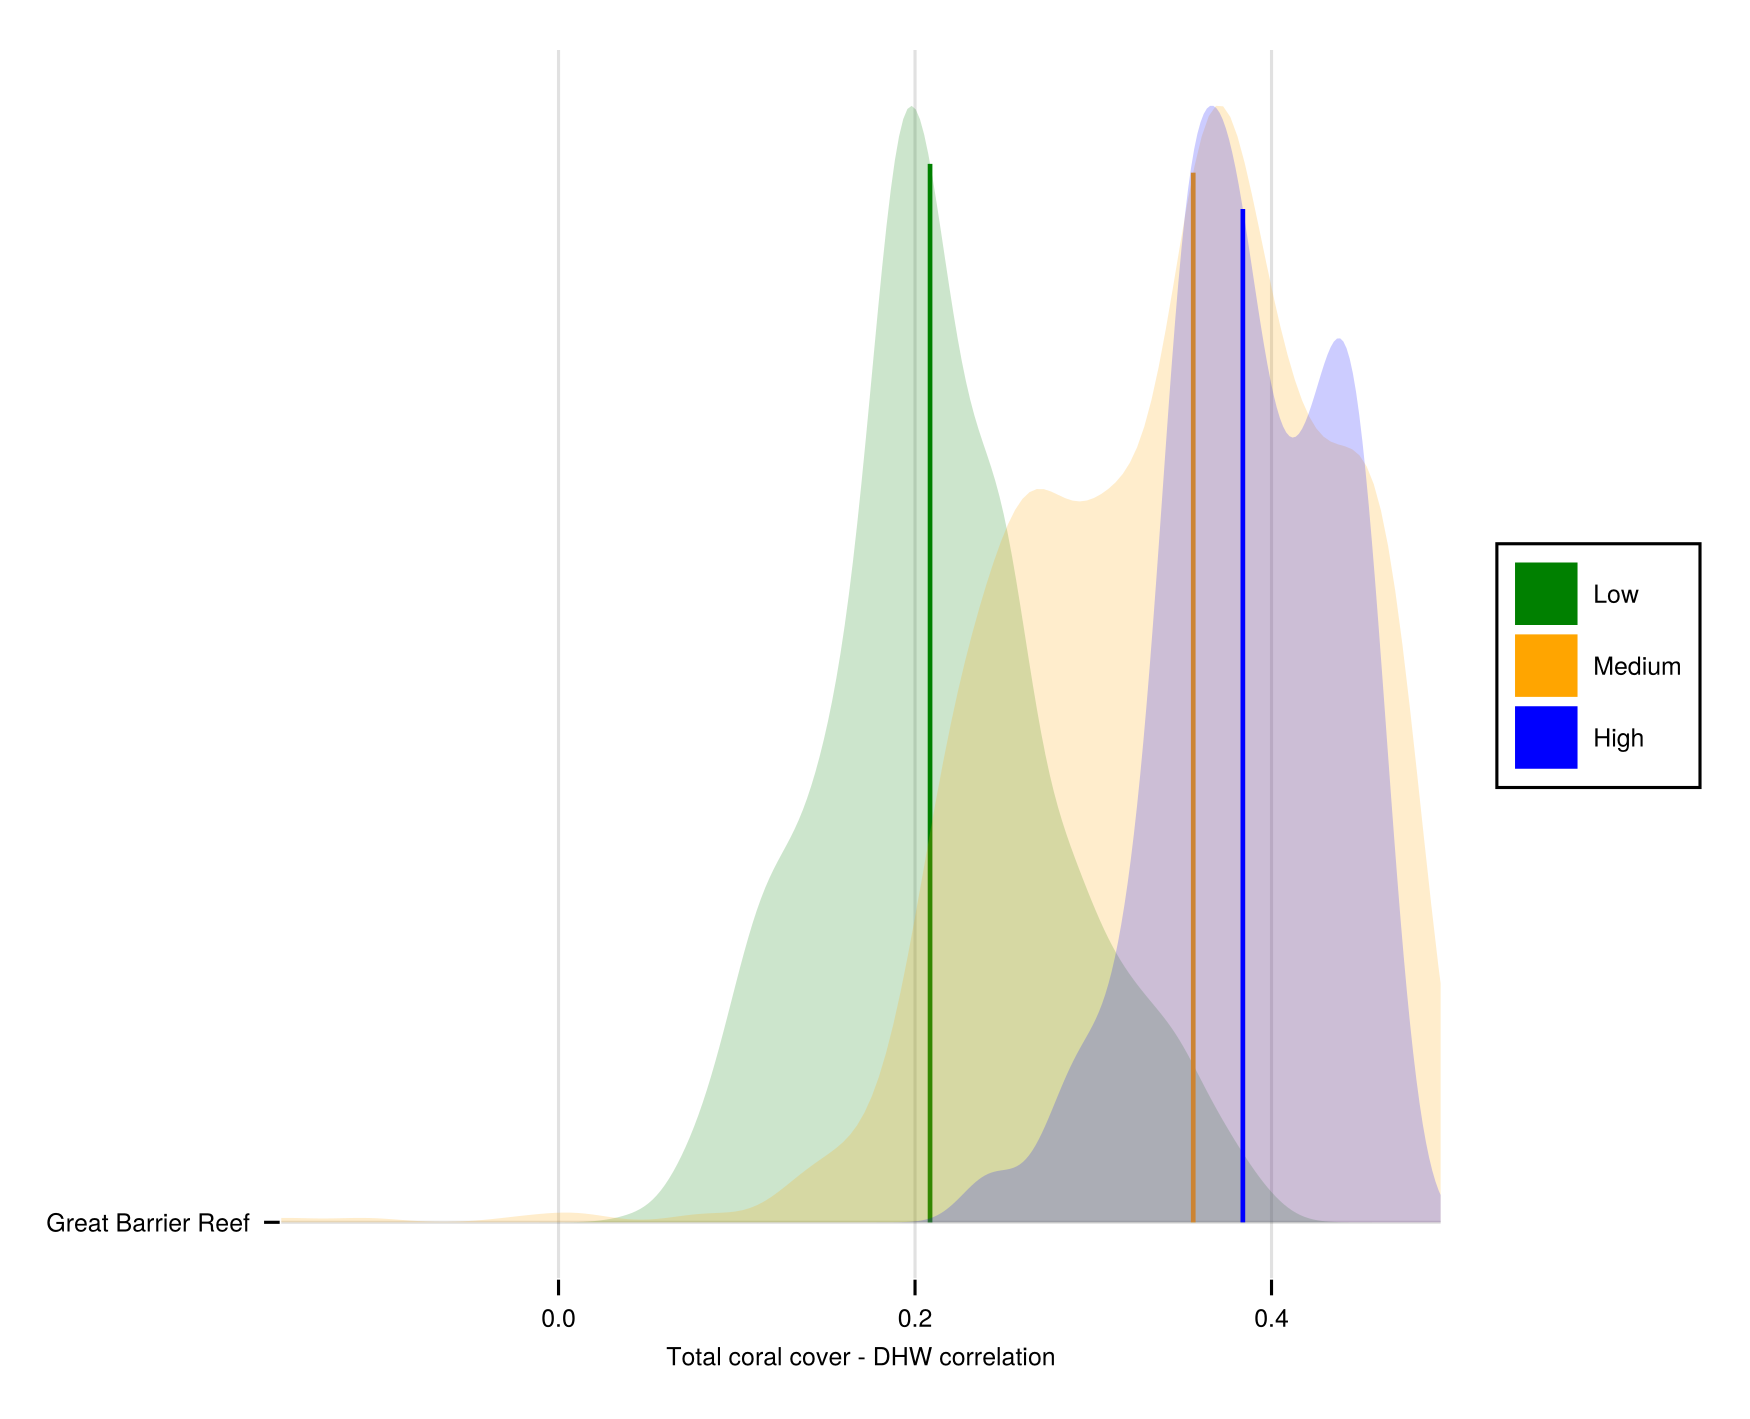 Low
Medium
High
Great Barrier Reef
0.0 0.2 0.4
Total coral cover - DHW correlation